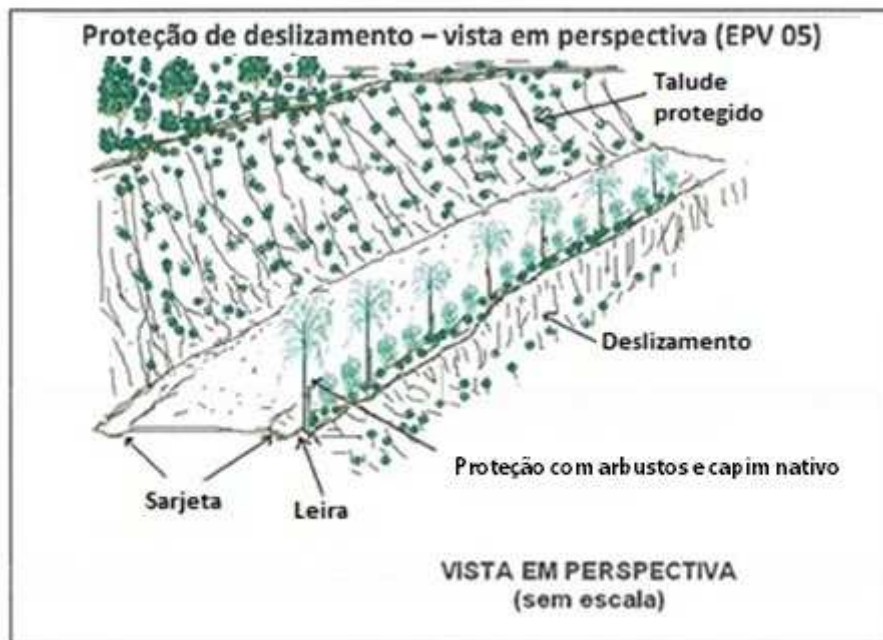 Proteção de deslizamento – vista em perspectiva (EPV 05)
Talude
protegido
Deslizamento
Proteção com arbustos e capim nativo
Sarjeta
Leira
VISTA EM PERSPECTIVA
(sem escala)